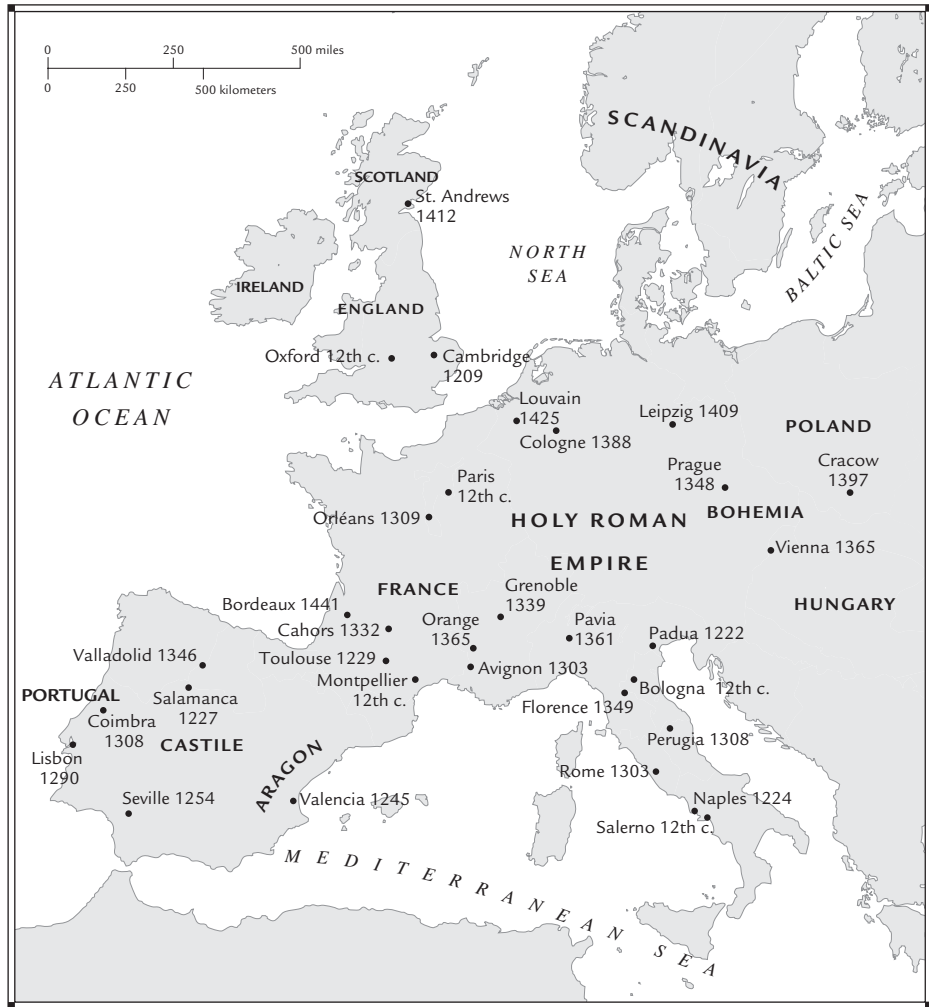 0 250 500 miles
0 250 500 kilometers
SCANDINAVIA
SCOTLAND
St. Andrews
1412
BALTIC SEA
NORTH
SEA
IRELAND
ENGLAND
Oxford 12th c.
Cambridge
1209
ATLANTIC
OCEAN
Louvain
1425
Cologne 1388
Leipzig 1409
POLAND
Prague
1348
Cracow
1397
Paris
12th c.
Orléans 1309
HOLY ROMAN
EMPIRE
BOHEMIA
Vienna 1365
FRANCE
Grenoble
1339
HUNGARY
Bordeaux 1441
Cahors 1332
Orange
1365
Pavia
1361
Padua 1222
Valladolid 1346
Toulouse 1229
Avignon 1303
Montpellier
12th c.
Bologna 12th c.
Florence 1349
PORTUGAL
Salamanca
1227
Coimbra
1308
CASTILE
Perugia 1308
Lisbon
1290
ARAGON
Rome 1303
Seville 1254
Valencia 1245
Naples 1224
Salerno 12th c.
MEDITERRANEAN SEA